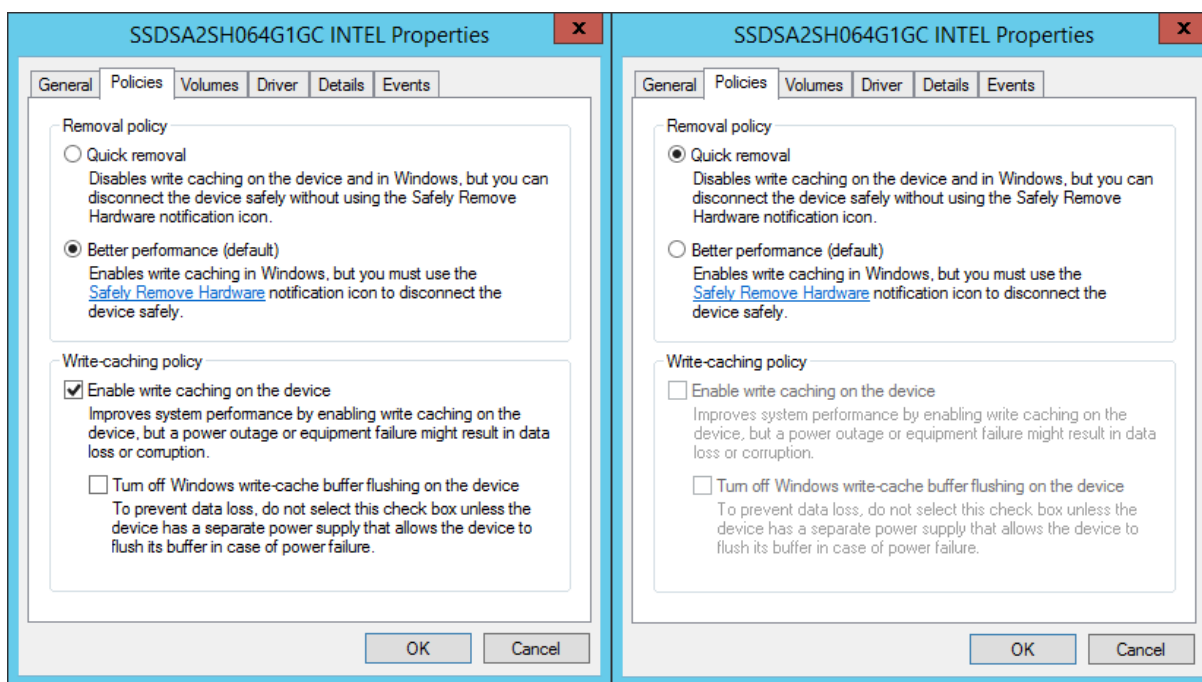 SSDSA2SH064G1GC INTEL Properties
x
General Policies Volumes Driver Details Events
Removal policy
Quick removal
Disables write caching on the device and in Windows, but you can
disconnect the device safely without using the Safely Remove
Hardware notification icon.
Better performance (default)
Enables write caching in Windows, but you must use the
Safely Remove Hardware notification icon to disconnect the
device safely.
Write-caching policy
Enable write caching on the device
Improves system performance by enabling write caching on the
device, but a power outage or equipment failure might result in data
loss or corruption.
Turn off Windows write-cache buffer flushing on the device
To prevent data loss, do not select this check box unless the
device has a separate power supply that allows the device to
flush its buffer in case of power failure.
OK Cancel
SSDSA2SH064G1GC INTEL Properties
x
General Policies Volumes Driver Details Events
Removal policy
Quick removal
Disables write caching on the device and in Windows, but you can
disconnect the device safely without using the Safely Remove
Hardware notification icon.
Better performance (default)
Enables write caching in Windows, but you must use the
Safely Remove Hardware notification icon to disconnect the
device safely.
Write-caching policy
Enable write caching on the device
Improves system performance by enabling write caching on the
device, but a power outage or equipment failure might result in data
loss or corruption.
Turn off Windows write-cache buffer flushing on the device
To prevent data loss, do not select this check box unless the
device has a separate power supply that allows the device to
flush its buffer in case of power failure.
OK Cancel